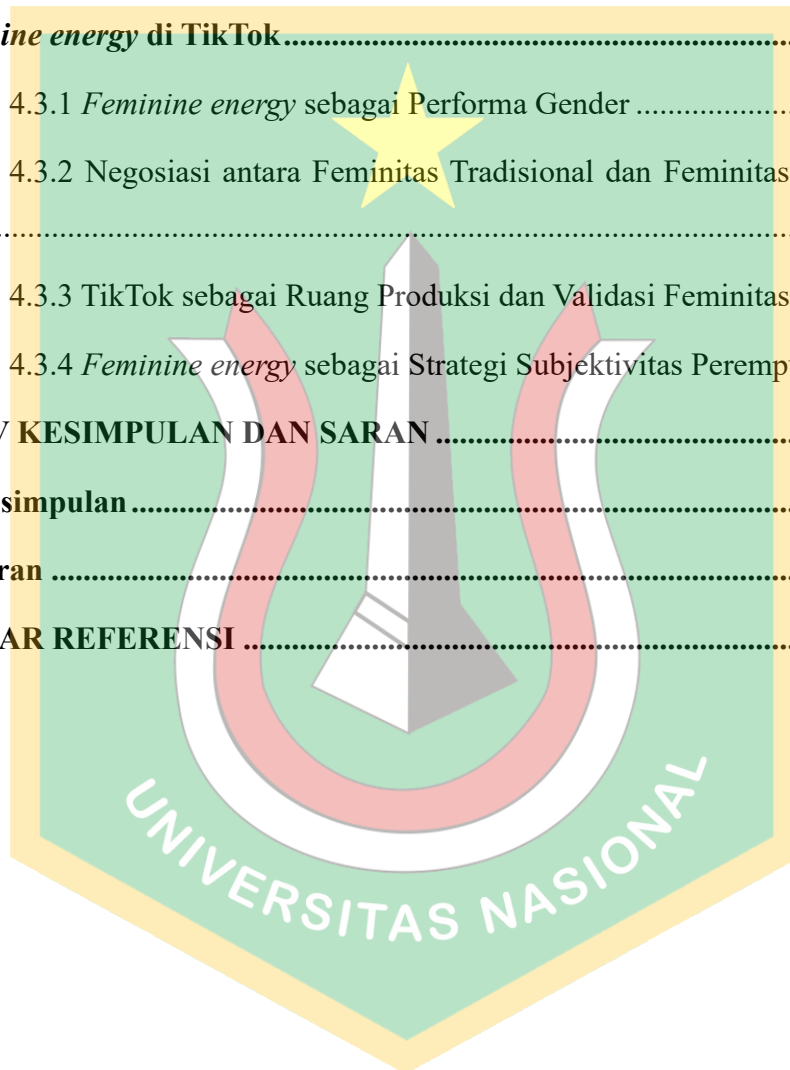 ine energy di TikTok..........................................................................
4.3.1 Feminine energy sebagai Performa Gender ......................
4.3.2 Negosiasi antara Feminitas Tradisional dan Feminitas
..........................................................................................................
4.3.3 TikTok sebagai Ruang Produksi dan Validasi Feminitas
4.3.4 Feminine energy sebagai Strategi Subjektivitas Peremp
V KESIMPULAN DAN SARAN ..................................................
simpulan ..............................................................................................
ran ........................................................................................................
AR REFERENSI ..............................................................................
UNIVERSITAS NASIONAL